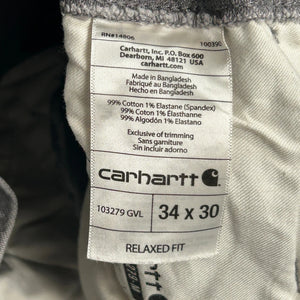 RN#14806 100390
Carhartt, Inc. P.O. Box 600
Dearborn, MI 48121 USA
carhartt.com
Made in Bangladesh
Fabriqué au Bangladesh
Hecho en Bangladesh
99% Cotton 1% Elastane (Spandex)
99% Coton 1% Élasthanne
99% Algodón 1% Elastano
Exclusive of trimming
Sans garniture
Sin incluir adorno
carhartt
103279 GVL 34 x 30
RELAXED FIT
carhartt